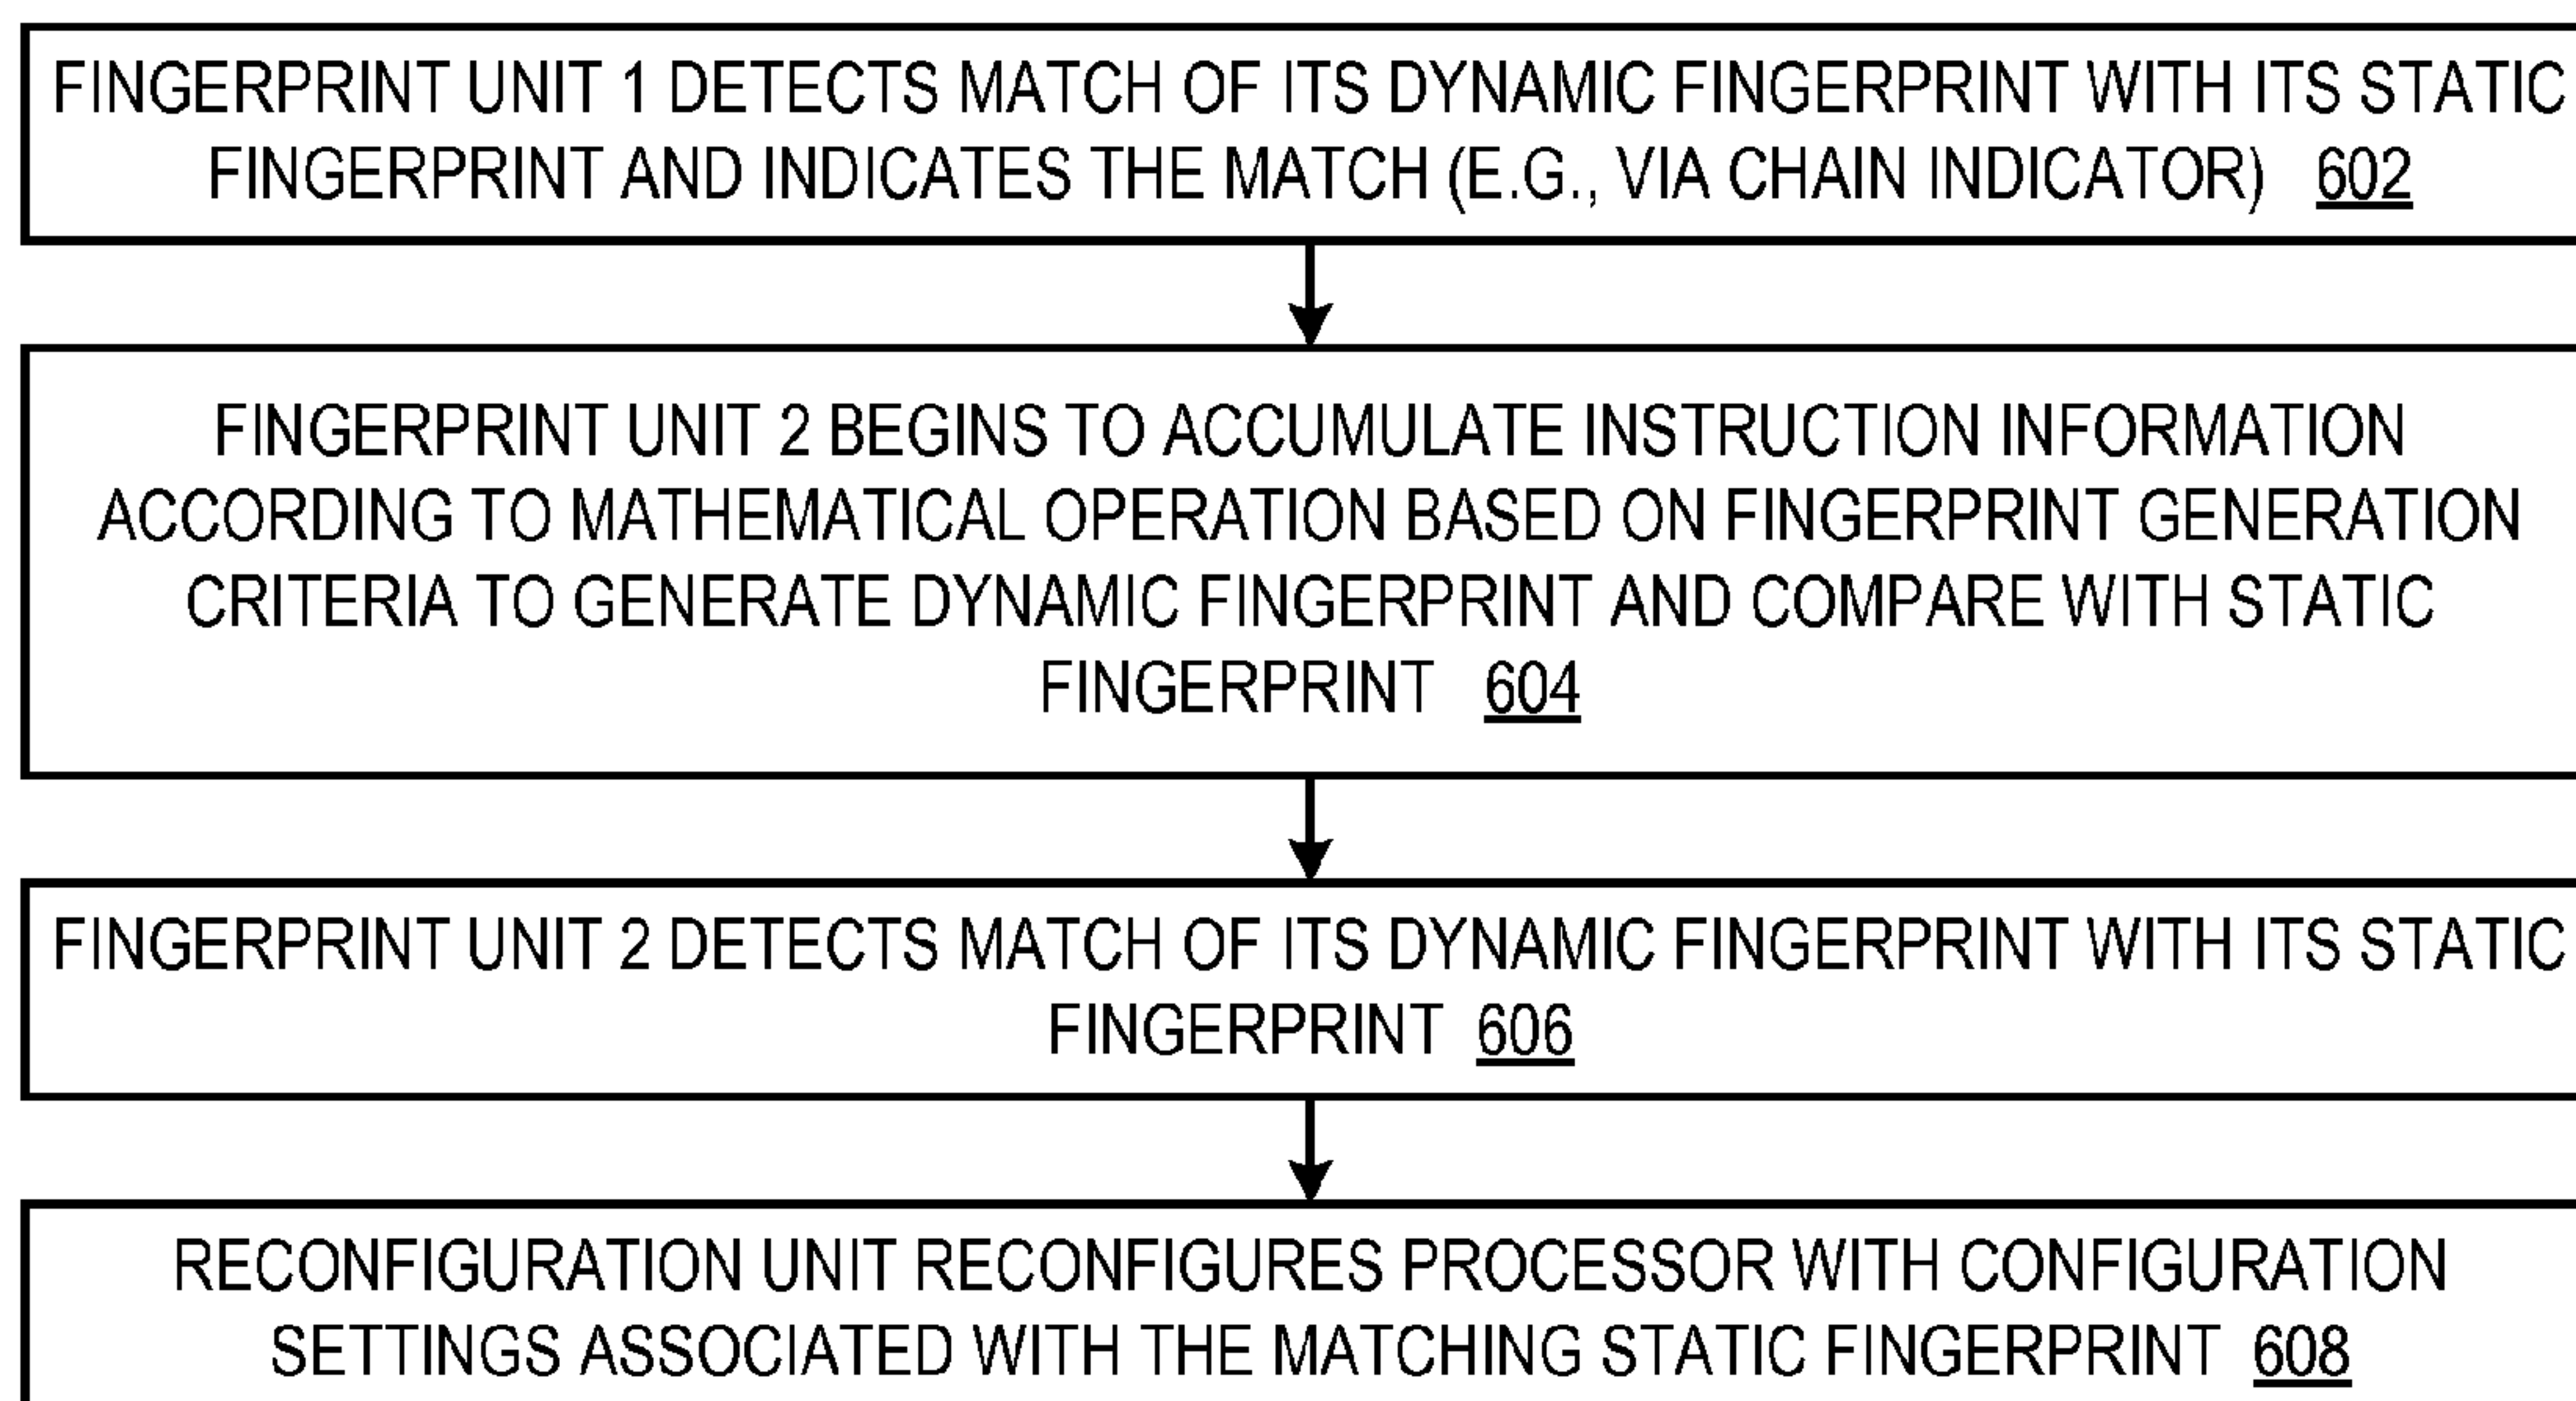 FINGERPRINT UNIT 1 DETECTS MATCH OF ITS DYNAMIC FINGERPRINT WITH ITS STATIC
FINGERPRINT AND INDICATES THE MATCH (E.G., VIA CHAIN INDICATOR) 602
FINGERPRINT UNIT 2 BEGINS TO ACCUMULATE INSTRUCTION INFORMATION
ACCORDING TO MATHEMATICAL OPERATION BASED ON FINGERPRINT GENERATION
CRITERIA TO GENERATE DYNAMIC FINGERPRINT AND COMPARE WITH STATIC
FINGERPRINT 604
FINGERPRINT UNIT 2 DETECTS MATCH OF ITS DYNAMIC FINGERPRINT WITH ITS STATIC
FINGERPRINT 606
RECONFIGURATION UNIT RECONFIGURES PROCESSOR WITH CONFIGURATION
SETTINGS ASSOCIATED WITH THE MATCHING STATIC FINGERPRINT 608